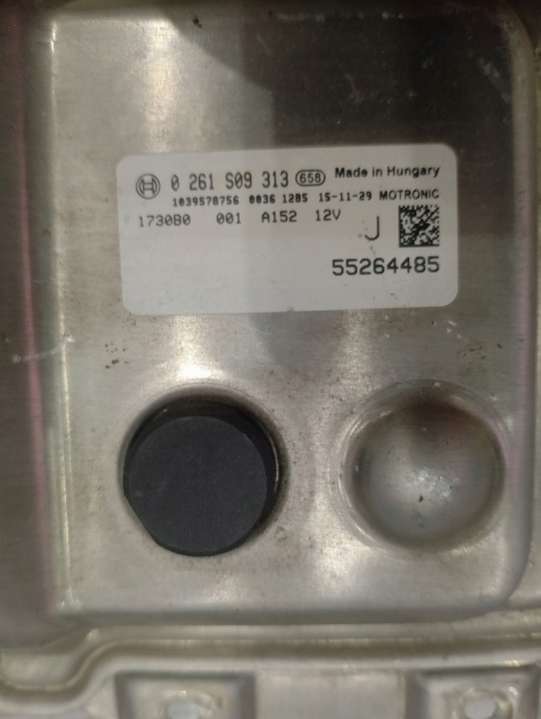 0 261 S09 313 658 Made in Hungary
1039S78756 0036 1285 15-11-29 MOTRONIC
173080 001 A152 12V
J
55264485